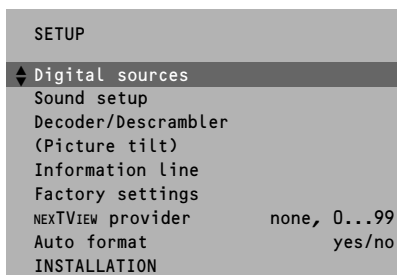 SETUP
Digital sources
Sound setup
Decoder/Descrambler
(Picture tilt)
Information line
Factory settings
NEXTVIEW provider none, 0...99
Auto format yes/no
INSTALLATION